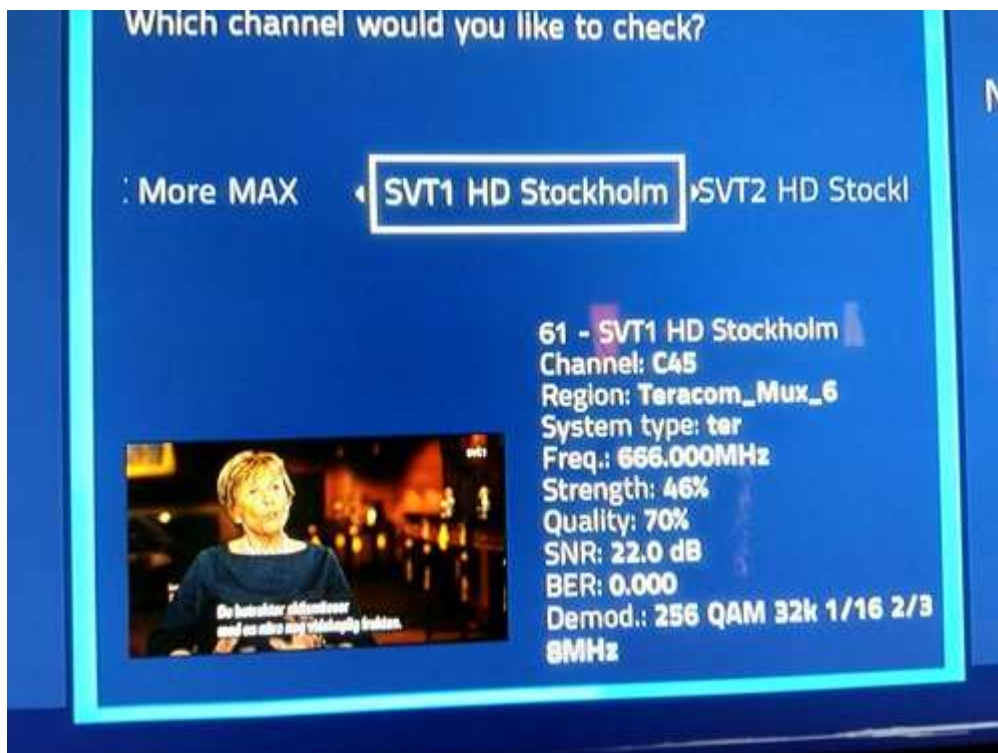 Which channel would you like to check?
More MAX
SVT1 HD Stockholm
SVT2 HD Stockl
61 - SVT1 HD Stockholm
Channel: C45
Region: Teracom_Mux_6
System type: ter
Freq.: 666.000MHz
Strength: 46%
Quality: 70%
SNR: 22.0 dB
BER: 0.000
Demod.: 256 QAM 32k 1/16 2/3
8MHz
svt1